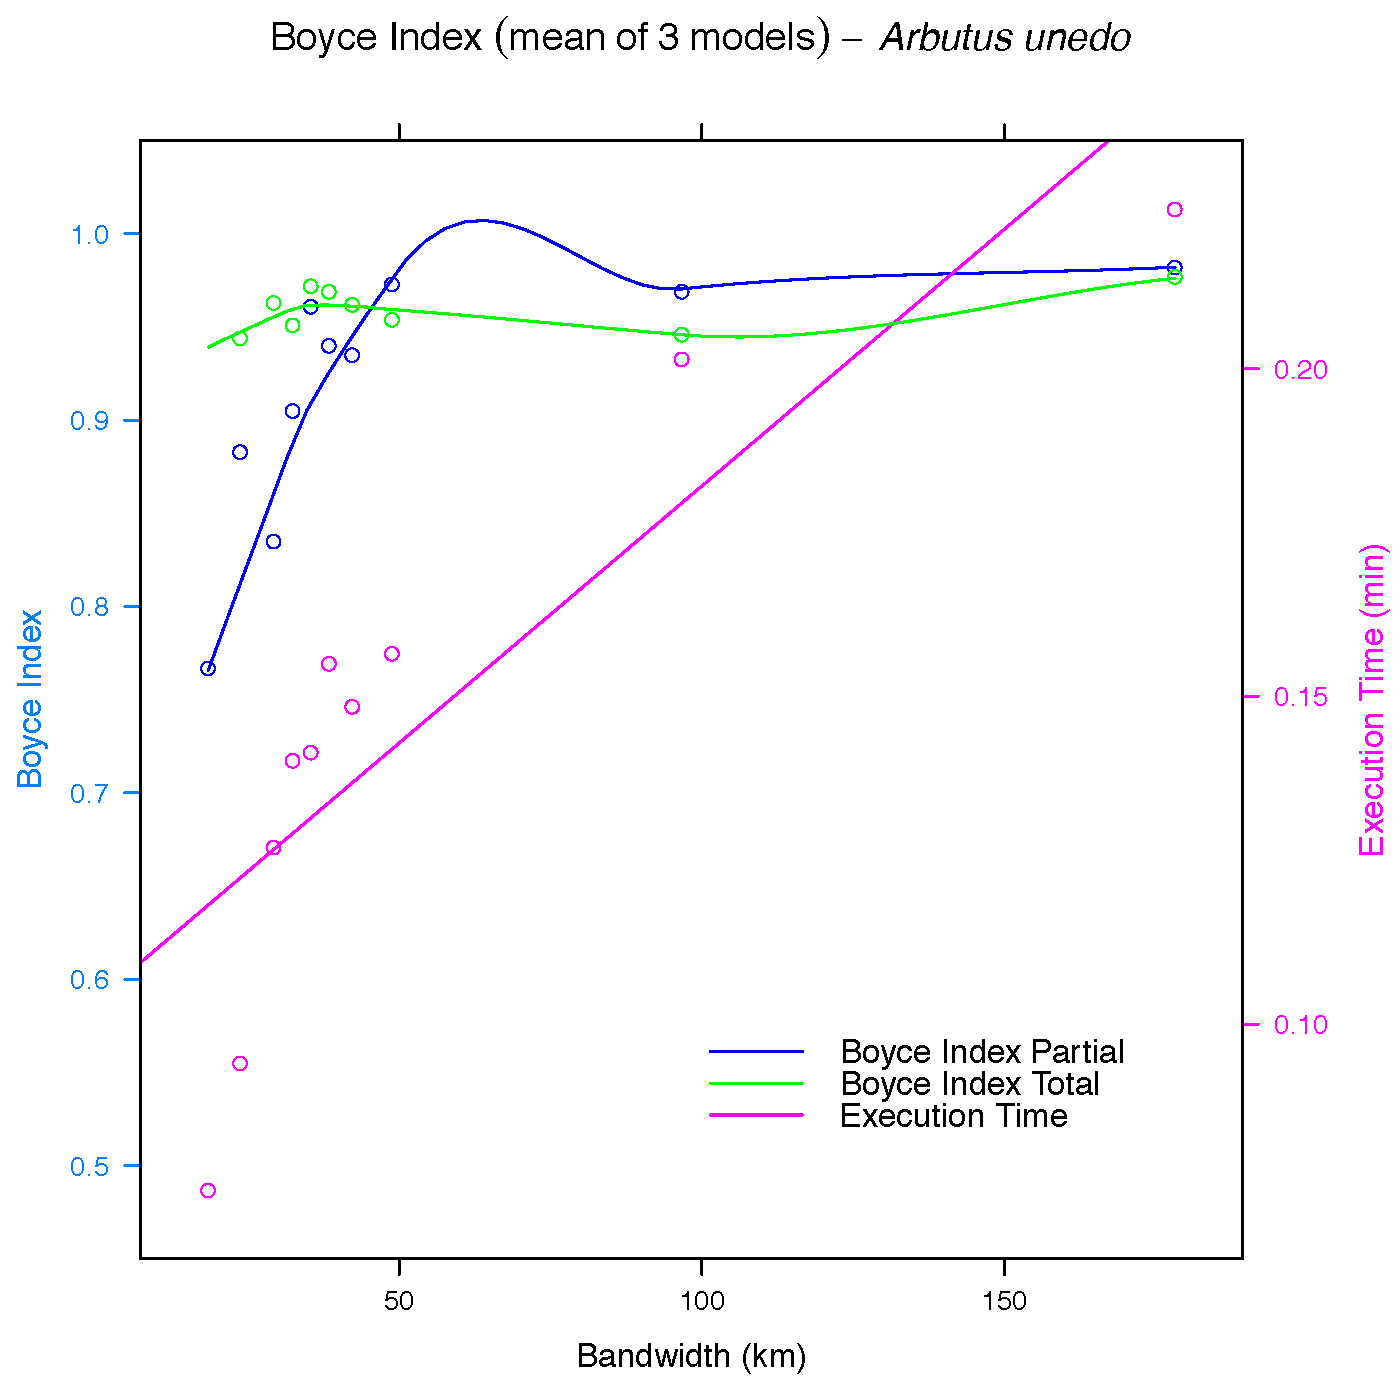 Boyce Index (mean of 3 models) – Arbutus unedo
1.0
0.9
0.8
0.7
0.6
0.5
Boyce Index
0.20
0.15
0.10
Execution Time (min)
Boyce Index Partial
Boyce Index Total
Execution Time
50
100
150
Bandwidth (km)